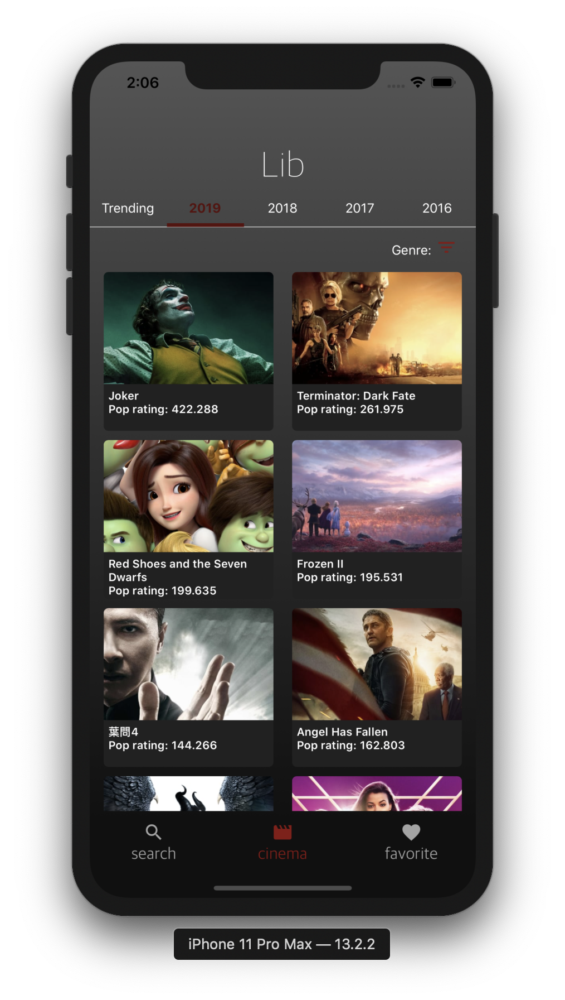 2:06
Lib
Trending 2019 2018 2017 2016
Genre:
Joker
Pop rating: 422.288
Terminator: Dark Fate
Pop rating: 261.975
Red Shoes and the Seven
Dwarfs
Pop rating: 199.635
Frozen II
Pop rating: 195.531
葉問4
Pop rating: 144.266
Angel Has Fallen
Pop rating: 162.803
search cinema favorite
iPhone 11 Pro Max — 13.2.2